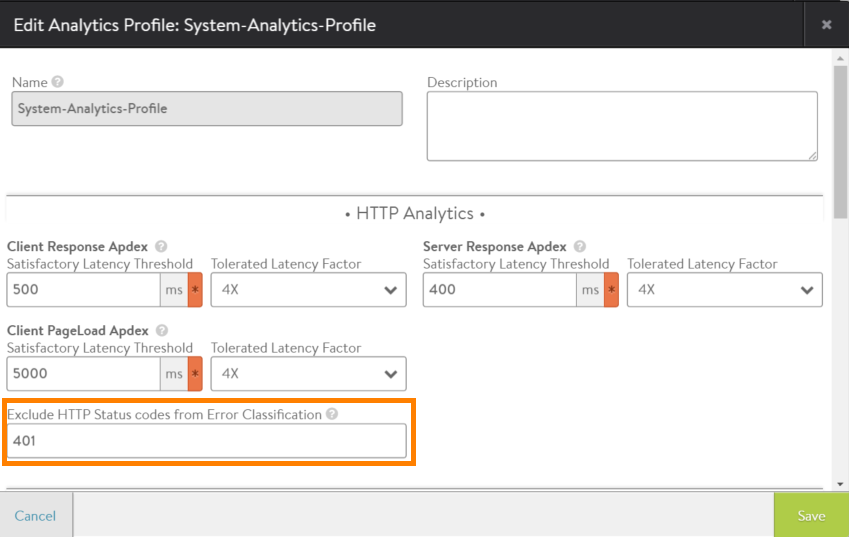 Edit Analytics Profile: System-Analytics-Profile ×
Name ? Description
System-Analytics-Profile
• HTTP Analytics •
Client Response Apdex ? Server Response Apdex ?
Satisfactory Latency Threshold Tolerated Latency Factor Satisfactory Latency Threshold Tolerated Latency Factor
500 ms * 4X 400 ms * 4X
Client PageLoad Apdex ?
Satisfactory Latency Threshold Tolerated Latency Factor
5000 ms * 4X
Exclude HTTP Status codes from Error Classification ?
401
Cancel Save